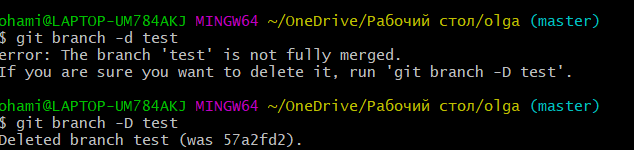 ohami@LAPTOP-UM784AKJ MINGW64 ~/OneDrive/Рабочий стол/olga (master)
$ git branch -d test
error: The branch 'test' is not fully merged.
If you are sure you want to delete it, run 'git branch -D test'.
ohami@LAPTOP-UM784AKJ MINGW64 ~/OneDrive/Рабочий стол/olga (master)
$ git branch -D test
Deleted branch test (was 57a2fd2).